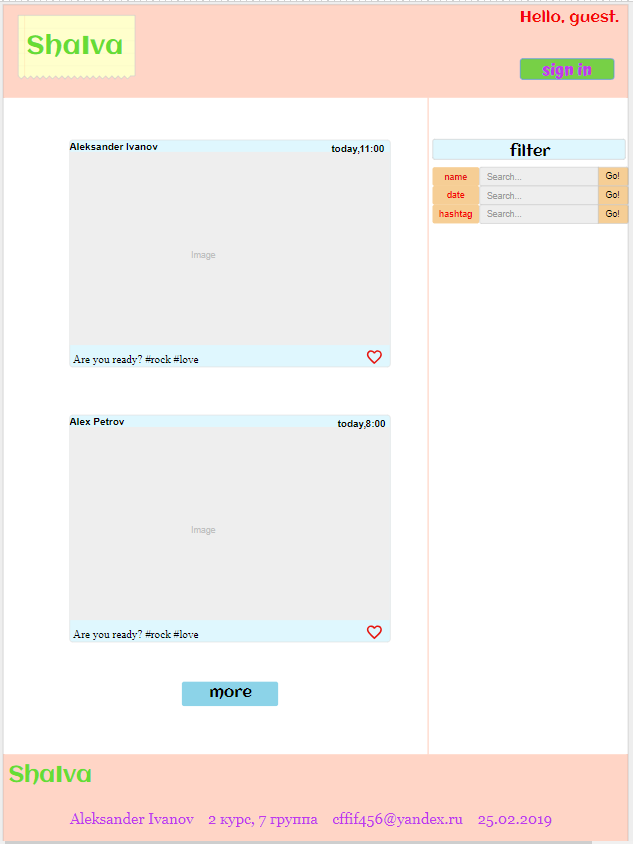 Shalva
Hello, guest.
sign in
Aleksander Ivanov
today,11:00
Image
Are you ready? #rock #love
filter
name
Search...
Go!
date
Search...
Go!
hashtag
Search...
Go!
Alex Petrov
today,8:00
Image
Are you ready? #rock #love
more
Shalva
Aleksander Ivanov 2 курс, 7 группа cffif456@yandex.ru 25.02.2019